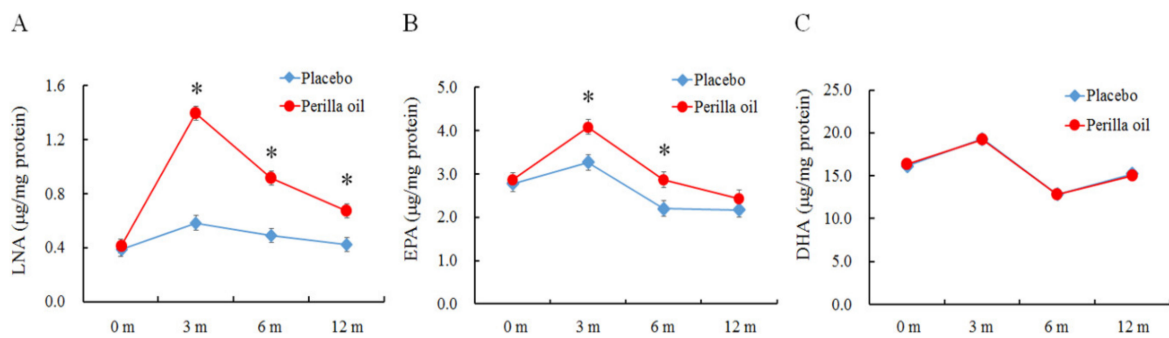 A
LNA (µg/mg protein)
1.6
1.2
0.8
0.4
0.0
Placebo
Perilla oil
*
*
*
0 m 3 m 6 m 12 m
B
EPA (µg/mg protein)
5.0
4.0
3.0
2.0
1.0
0.0
Placebo
Perilla oil
*
*
0 m 3 m 6 m 12 m
C
DHA (µg/mg protein)
25.0
20.0
15.0
10.0
5.0
0.0
Placebo
Perilla oil
0 m 3 m 6 m 12 m